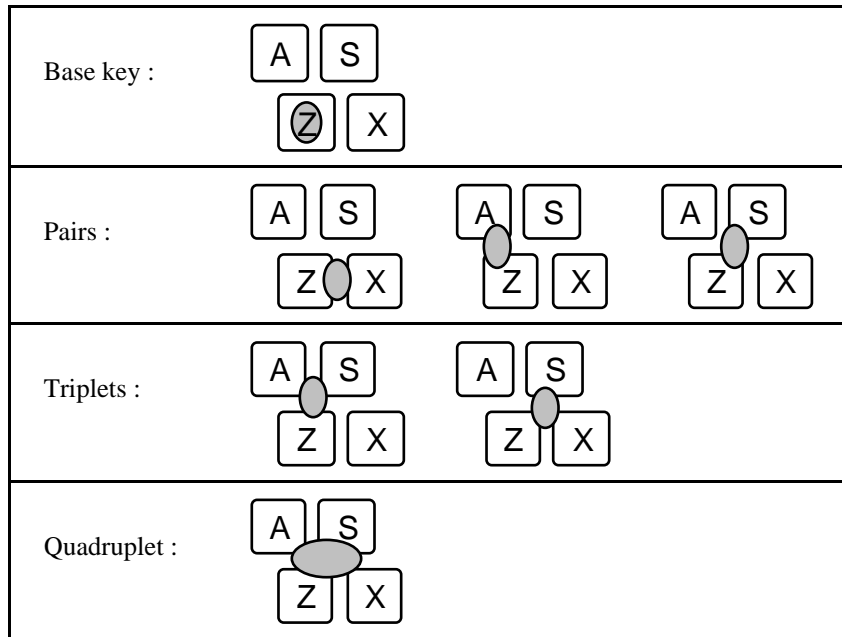 A S
Base key :
Z X
A S A S A S
Pairs :
Z X Z X Z X
A S A S
Triplets :
Z X Z X
A S
Quadruplet :
Z X